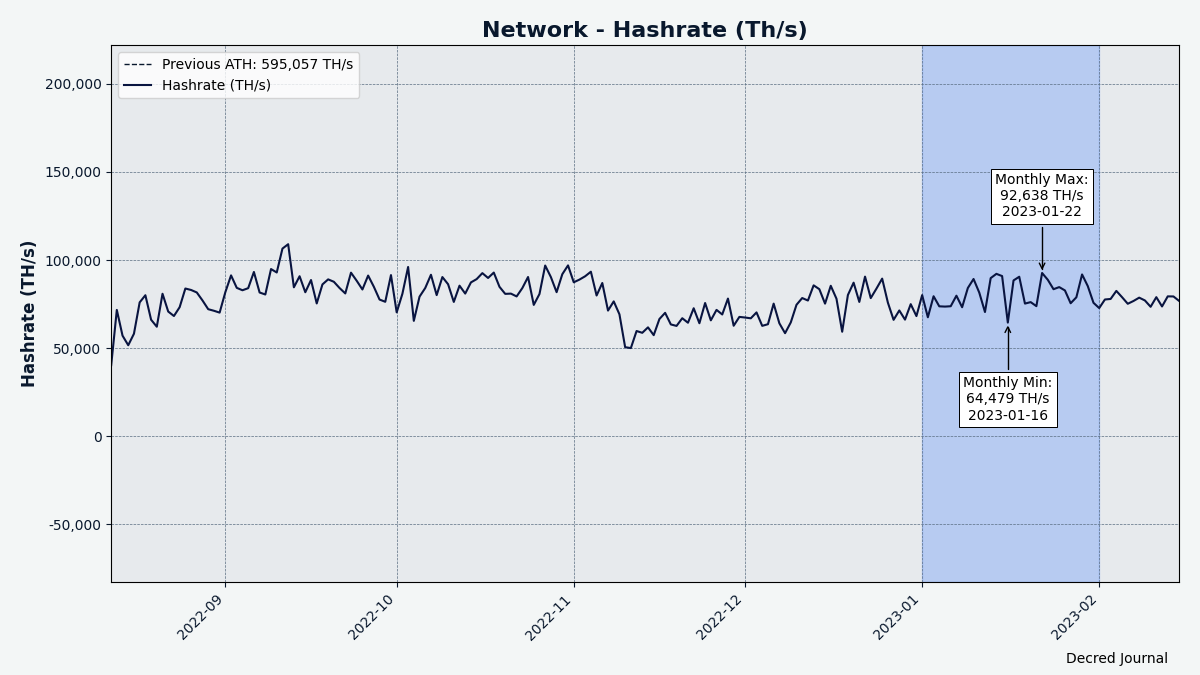 Network - Hashrate (Th/s)
Previous ATH: 595,057 TH/s
Hashrate (TH/s)
Hashrate (TH/s)
200,000
150,000
100,000
50,000
0
-50,000
Monthly Max:
92,638 TH/s
2023-01-22
Monthly Min:
64,479 TH/s
2023-01-16
2022-09
2022-10
2022-11
2022-12
2023-01
2023-02
Decred Journal